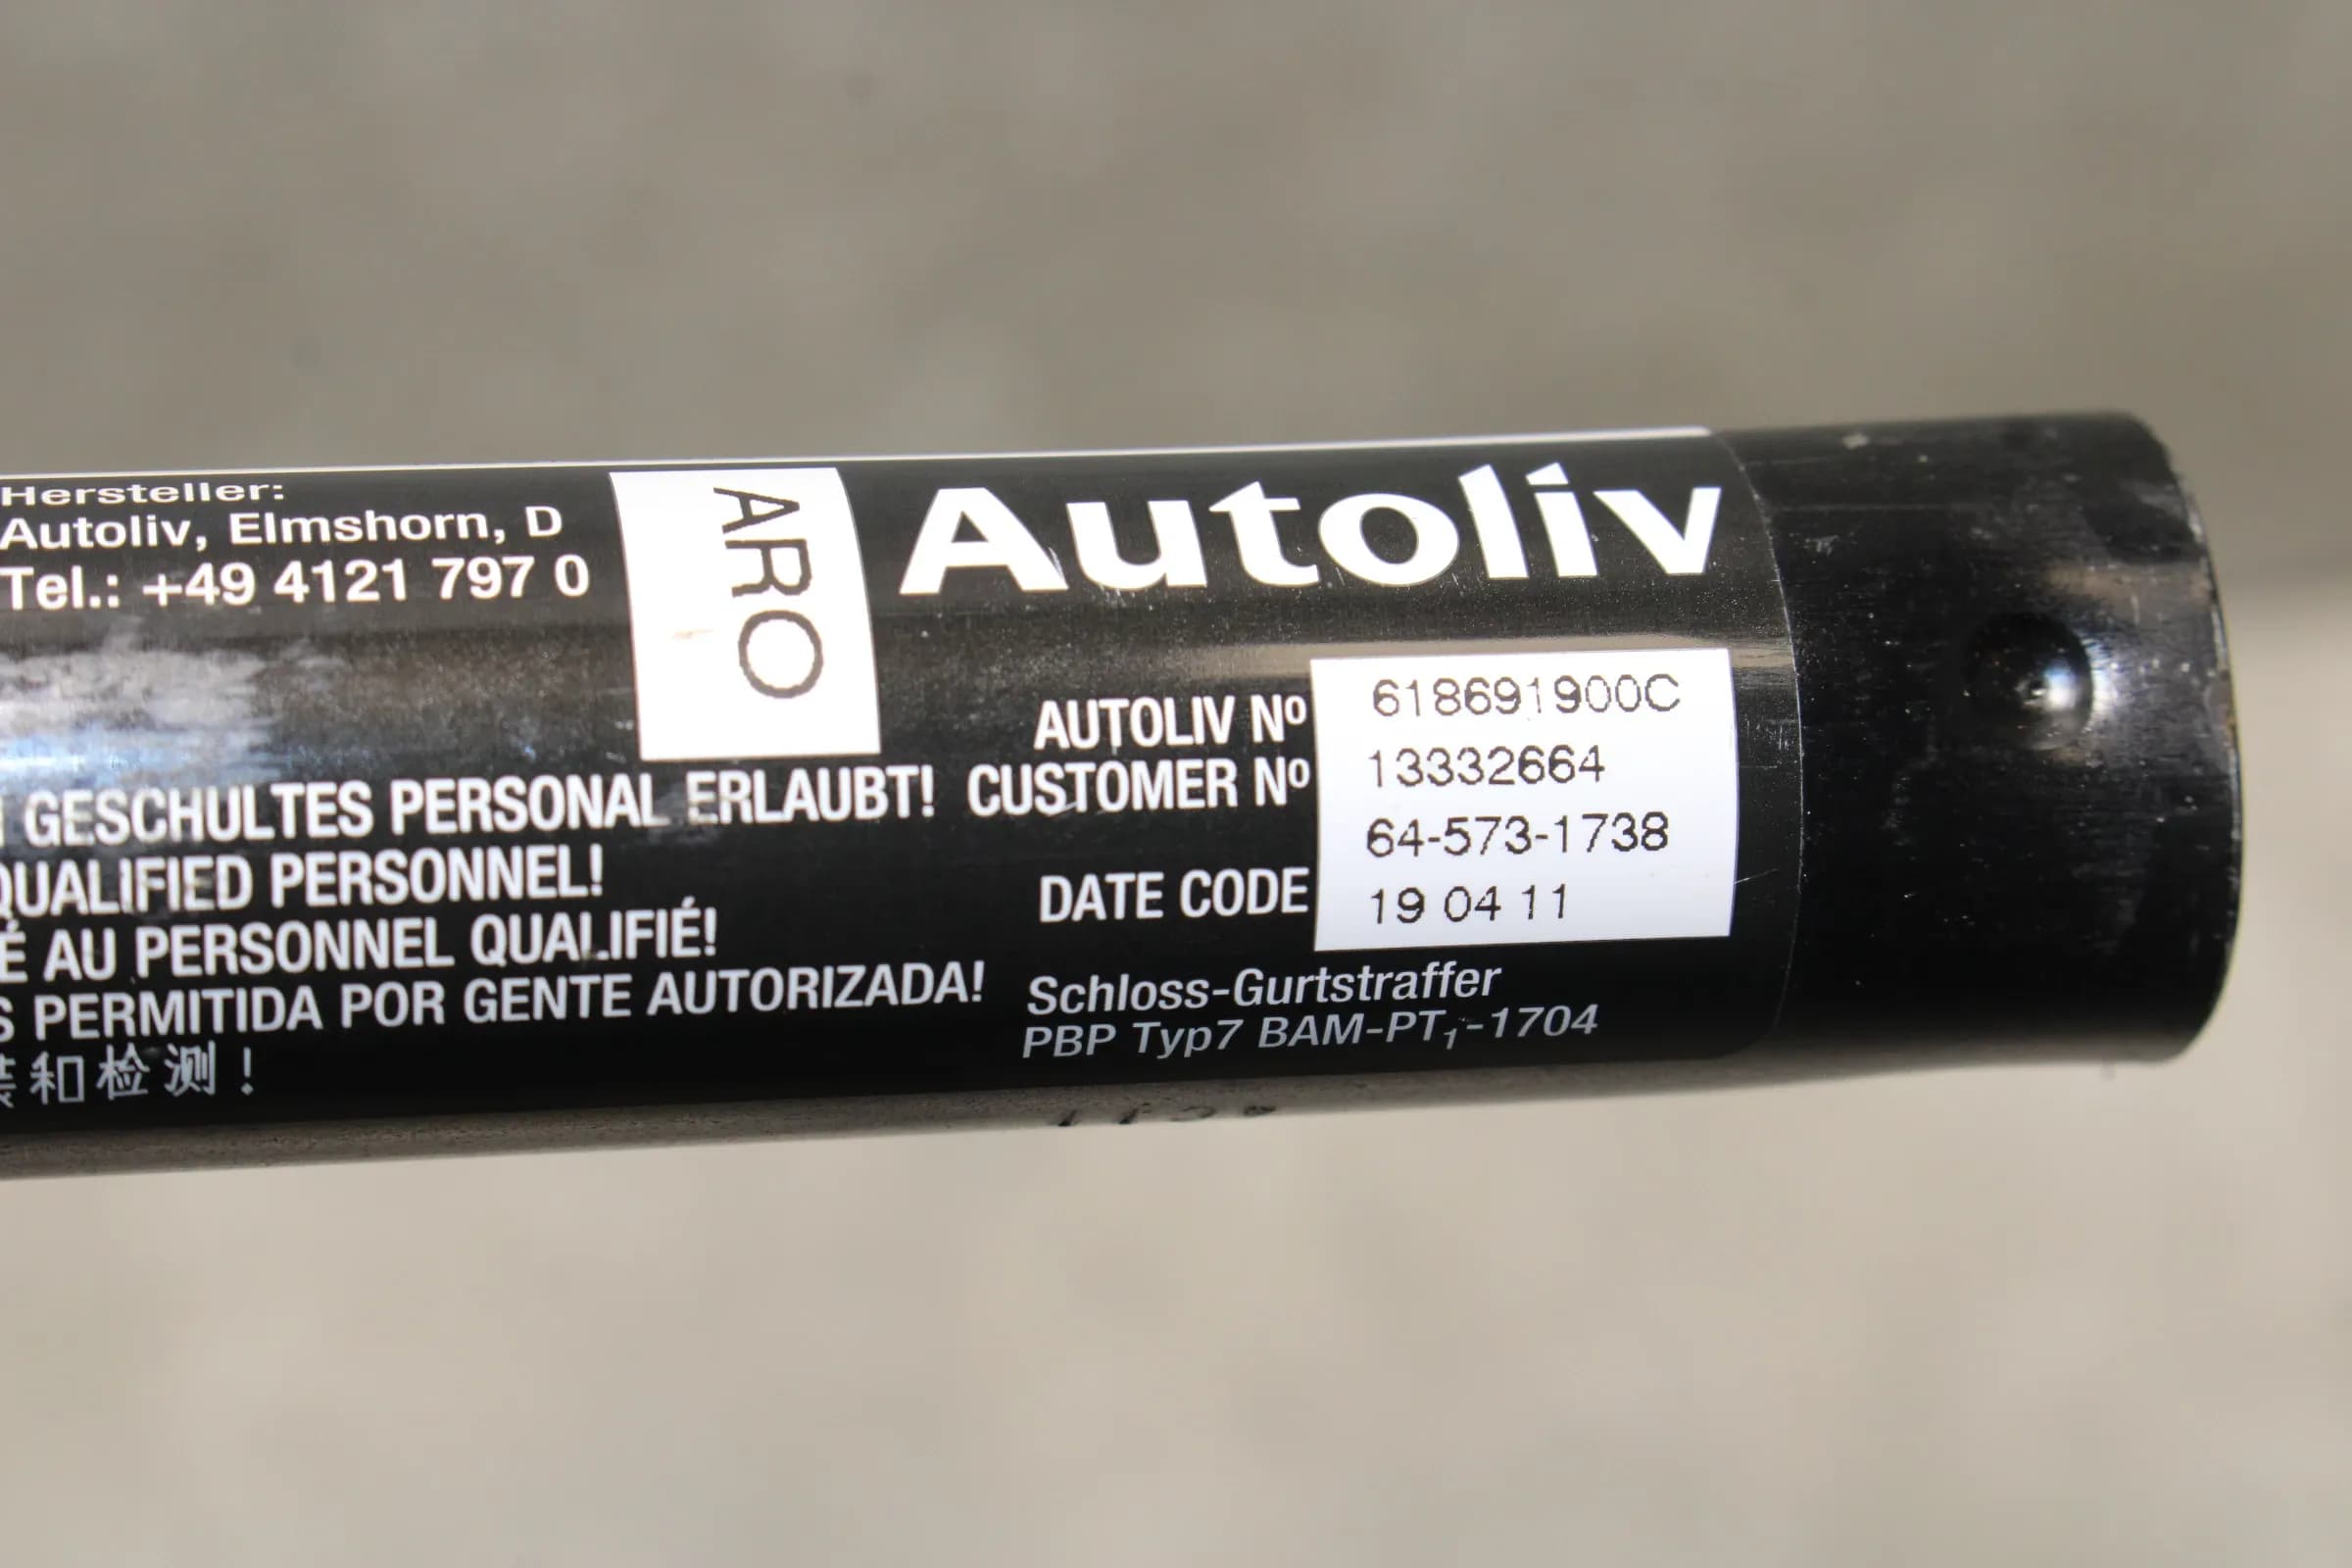 Hersteller:
Autoliv, Elmshorn, D
Tel.: +49 4121 797 0
ARO
Autoliv
GESCHULTES PERSONAL ERLAUBT!
QUALIFIED PERSONNEL!
AU PERSONNEL QUALIFIÉ!
PERMITIDA POR GENTE AUTORIZADA!
和检测!
AUTOLIV Nº 618691900C
CUSTOMER Nº 13332664
64-573-1738
DATE CODE 19 04 11
Schloss-Gurtstraffer
PBP Typ7 BAM-PT₁-1704